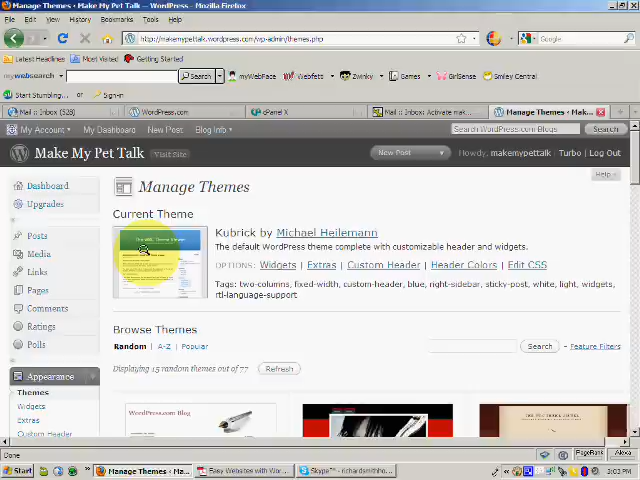 Manage Themes ‹ Make My Pet Talk — WordPress - Mozilla Firefox
File Edit View History Bookmarks Tools Help
http://makemypettalk.wordpress.com/wp-admin/themes.php
Google
Latest Headlines Most Visited Getting Started
mywebsearch Search myWebFace Webfetti Zwinky Games GirlSense Smiley Central
Start Stumbling... Sign-in
Mail :: Inbox (528) WordPress.com cPanel X Mail :: Inbox: Activate mak... Manage Themes ‹ Mak...
My Account My Dashboard New Post Blog Info Search WordPress.com Blogs Search
Make My Pet Talk Visit Site New Post Howdy, makemypettalk Turbo | Log Out
Help
Manage Themes
Dashboard
Upgrades
Posts
Media
Links
Pages
Comments
Ratings
Polls
Appearance
Themes
Widgets
Extras
Custom Header
Current Theme
The WML Theme Viewer
Kubrick by Michael Heilemann
The default WordPress theme complete with customizable header and widgets.
OPTIONS: Widgets | Extras | Custom Header | Header Colors | Edit CSS
Tags: two-columns, fixed-width, custom-header, blue, right-sidebar, sticky-post, white, light, widgets,
rtl-language-support
Browse Themes
Random | A-Z | Popular Search Feature Filters
Displaying 15 random themes out of 77 Refresh
WordPress.com Blog
Done PageRank Alexa
Start Manage Themes ‹ Ma... Easy Websites with Wor... Skype™ - richardsmithho... 3:03 PM